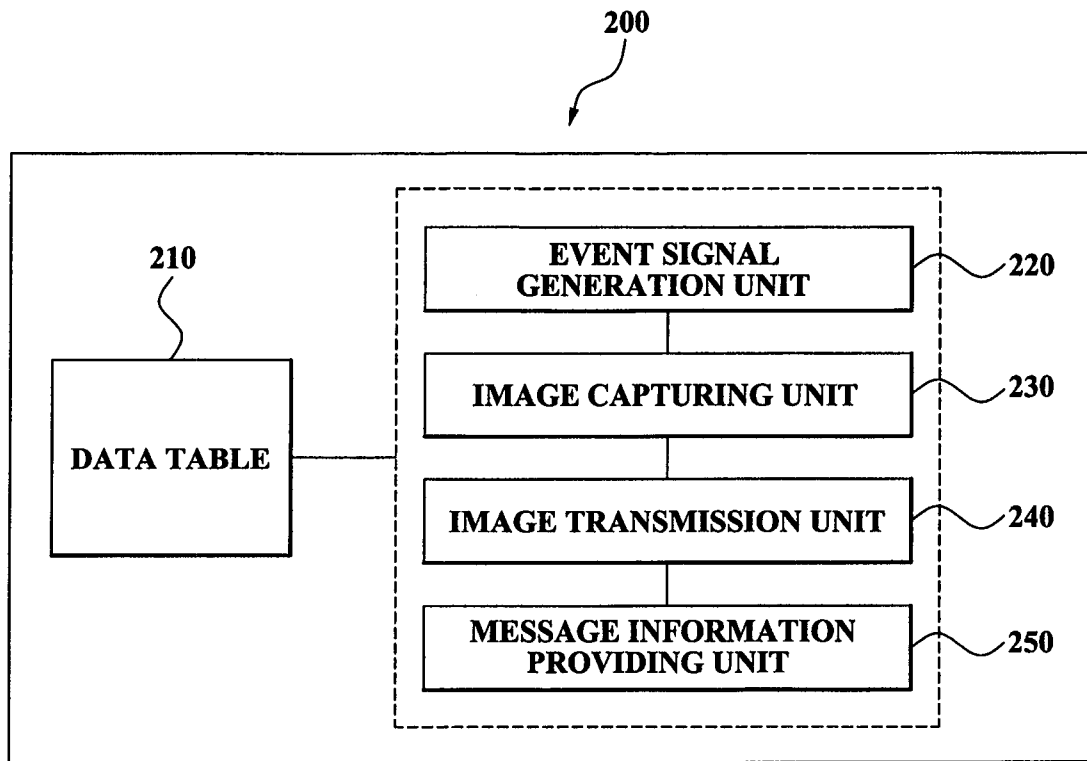 200
210
DATA TABLE
EVENT SIGNAL
GENERATION UNIT
220
IMAGE CAPTURING UNIT
230
IMAGE TRANSMISSION UNIT
240
MESSAGE INFORMATION
PROVIDING UNIT
250